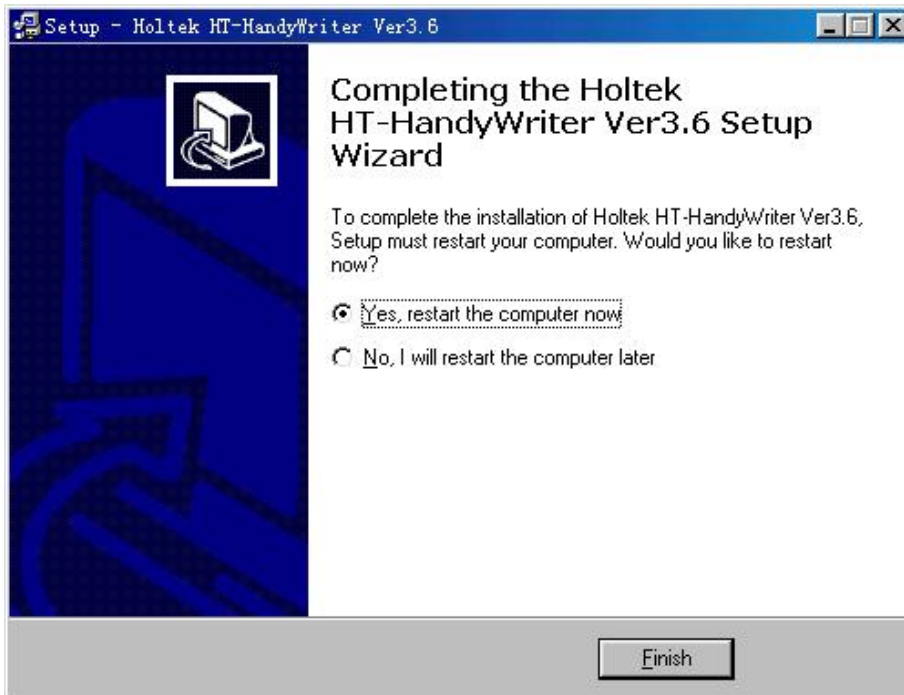 Setup - Holtek HT-HandyWriter Ver3.6
Completing the Holtek
HT-HandyWriter Ver3.6 Setup
Wizard
To complete the installation of Holtek HT-HandyWriter Ver3.6,
Setup must restart your computer. Would you like to restart
now?
Yes, restart the computer now
No, I will restart the computer later
Finish